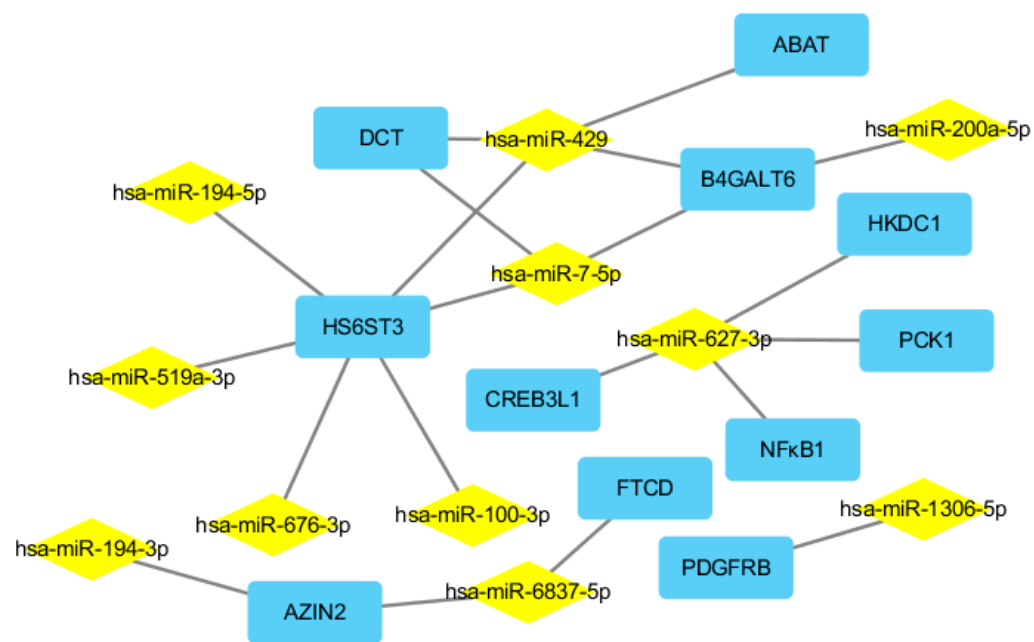 ABAT
hsa-miR-200a-5p
DCT
hsa-miR-429
B4GALT6
hsa-miR-194-5p
HKDC1
hsa-miR-7-5p
HS6ST3
hsa-miR-627-3p
PCK1
hsa-miR-519a-3p
CREB3L1
NFκB1
FTCD
hsa-miR-1306-5p
hsa-miR-676-3p
hsa-miR-100-3p
hsa-miR-194-3p
PDGFRB
hsa-miR-6837-5p
AZIN2